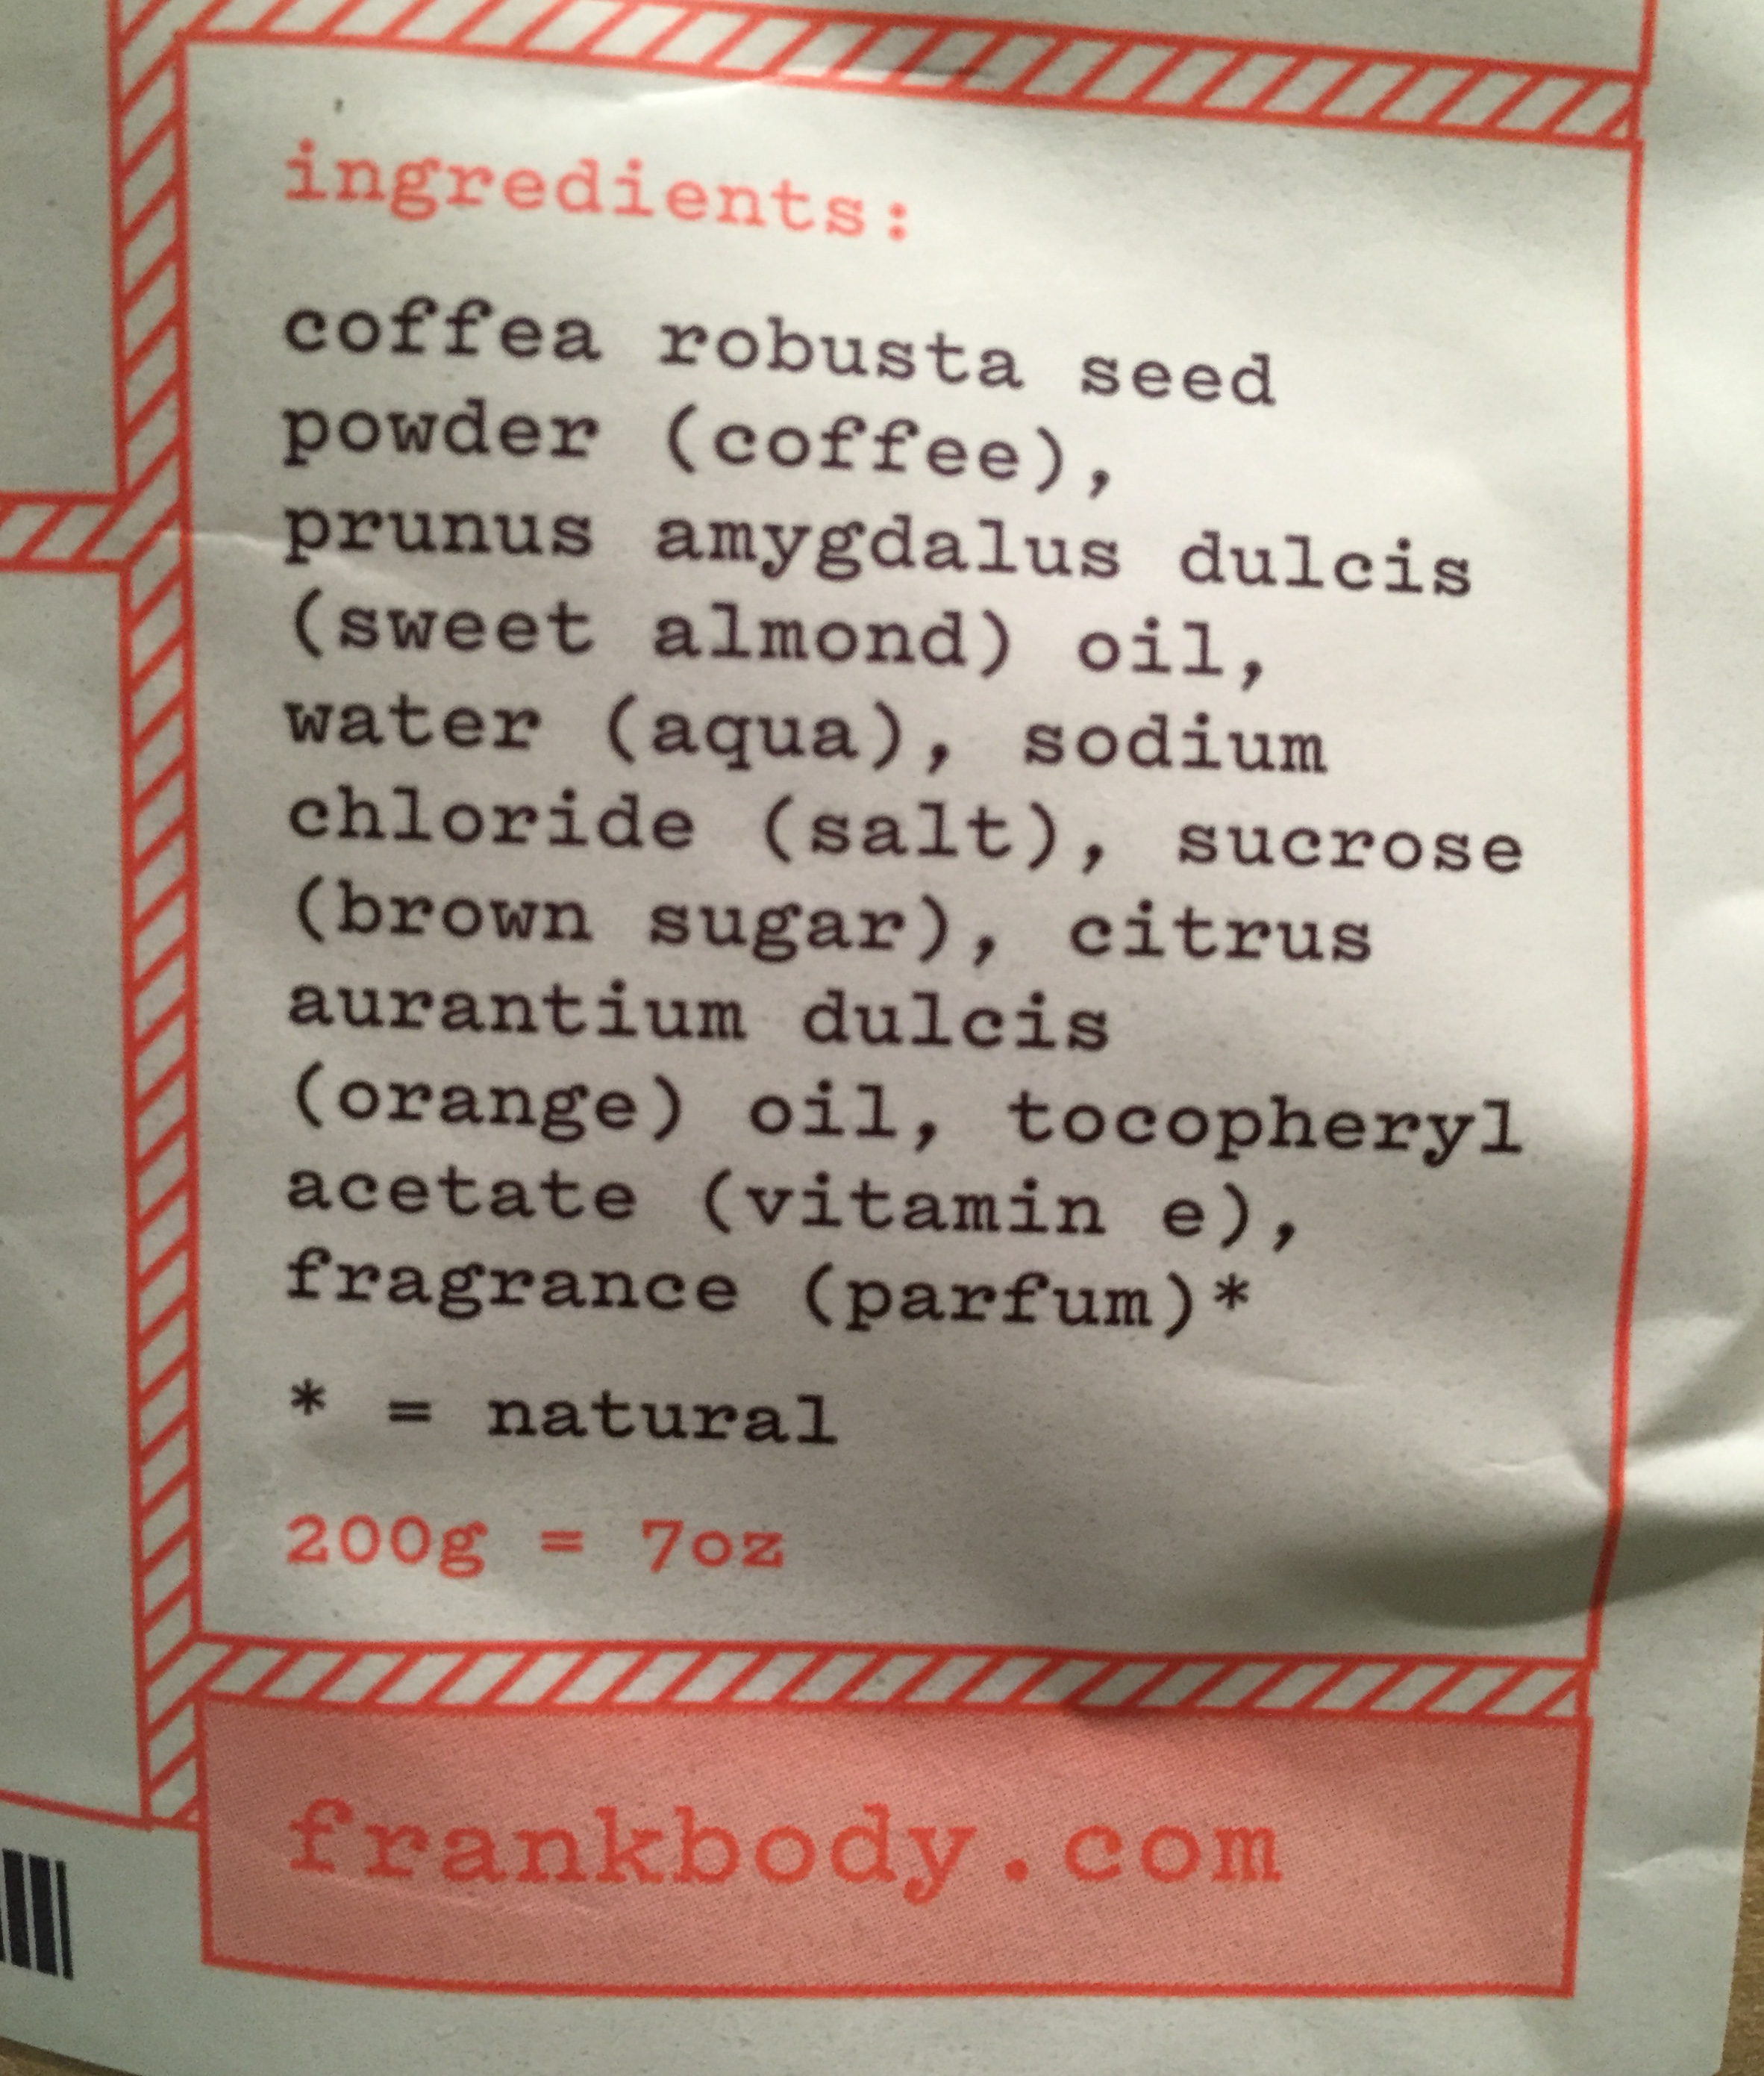 ingredients:
coffea robusta seed
powder (coffee),
prunus amygdalus dulcis
(sweet almond) oil,
water (aqua), sodium
chloride (salt), sucrose
(brown sugar), citrus
aurantium dulcis
(orange) oil, tocopheryl
acetate (vitamin e),
fragrance (parfum)*
* = natural
200g = 7oz
frankbody.com